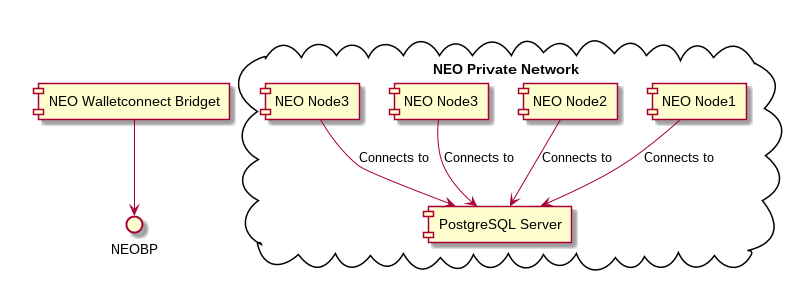 NEO Private Network
NEO Walletconnect Bridget
NEO Node3
NEO Node3
NEO Node2
NEO Node1
Connects to
Connects to
Connects to
Connects to
PostgreSQL Server
NEOBP